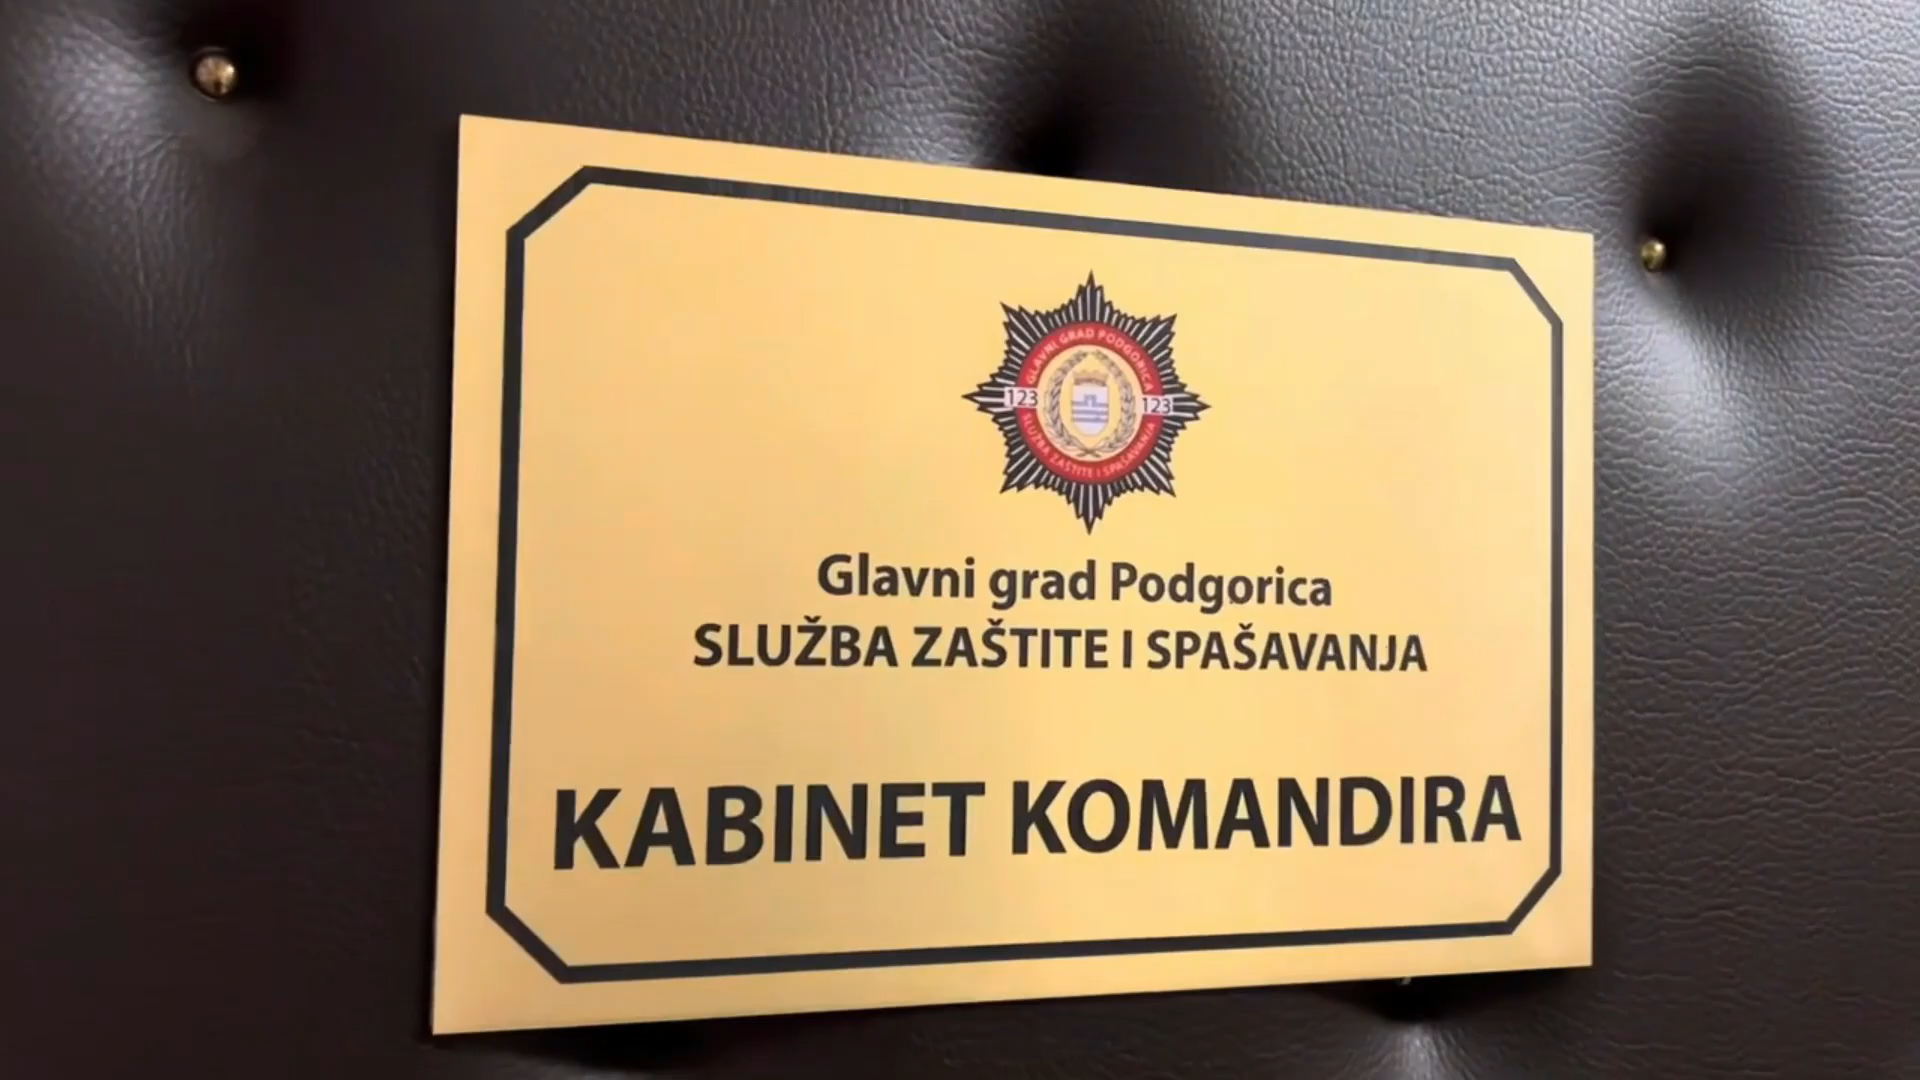 GLAVNI GRAD PODGORICA
123 123
SLUŽBA ZAŠTITE I SPAŠAVANJA
Glavni grad Podgorica
SLUŽBA ZAŠTITE I SPAŠAVANJA
KABINET KOMANDIRA